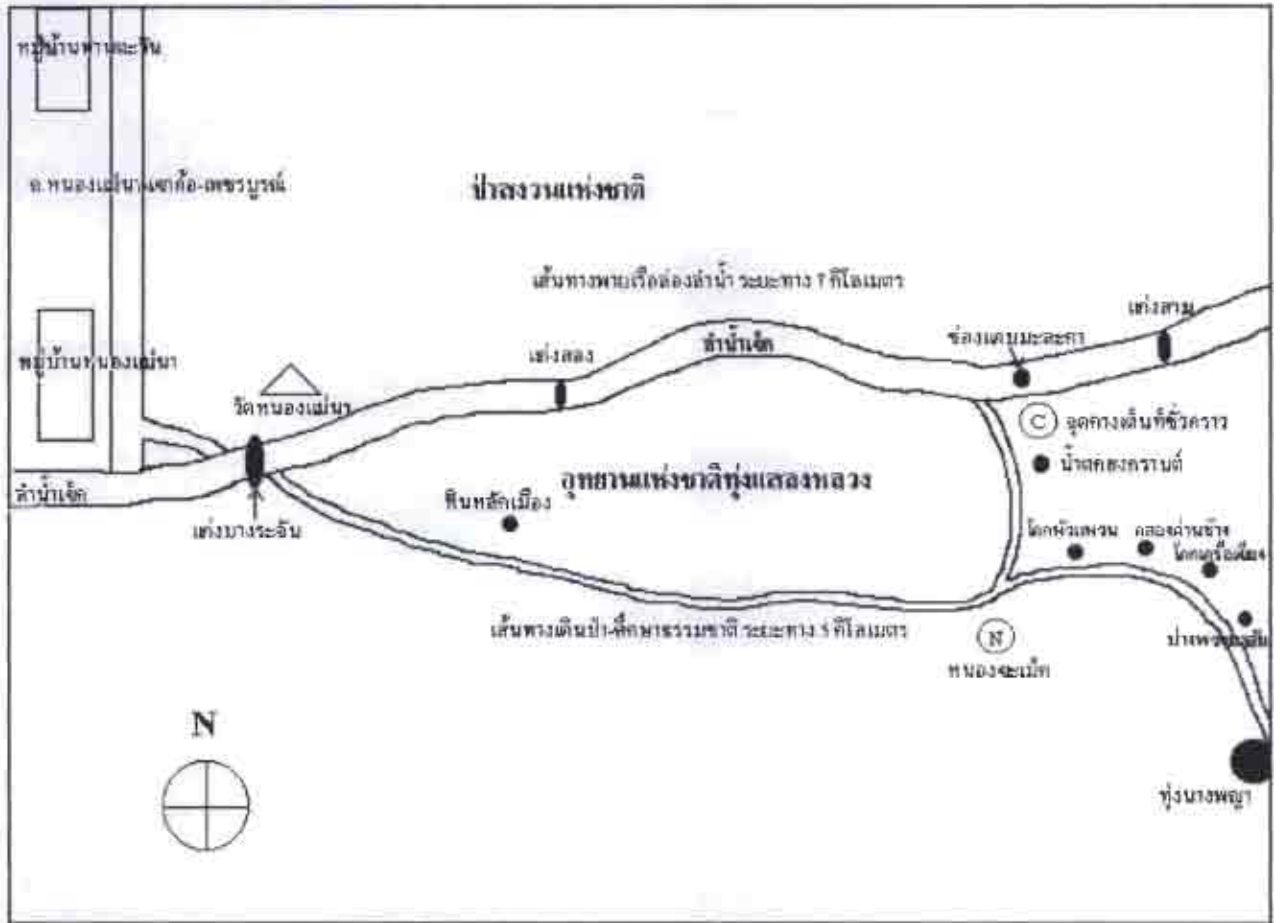 หมู่บ้านทานตะวัน
ถ.หนองแม่นา-เขาค้อ-เพชรบูรณ์
ป่าสงวนแห่งชาติ
เส้นทางพายเรือล่องลำน้ำ ระยะทาง 7 กิโลเมตร
แก่งสาม
ช่องแคบมะละกา
ลำน้ำเข็ก
แก่งสอง
หมู่บ้านหนองแม่นา
วัดหนองแม่นา
C จุดกางเต็นท์ชั่วคราว
น้ำตกสงกรานต์
อุทยานแห่งชาติทุ่งแสลงหลวง
ลำน้ำเข็ก
หินหลักเมือง
แก่งบางระจัน
โคกหัวแหวน
คลองด่านช้าง
เส้นทางเดินป่า-ศึกษาธรรมชาติ ระยะทาง 5 กิโลเมตร
N
หนองจะเม็ก
N
ทุ่งนางพญา